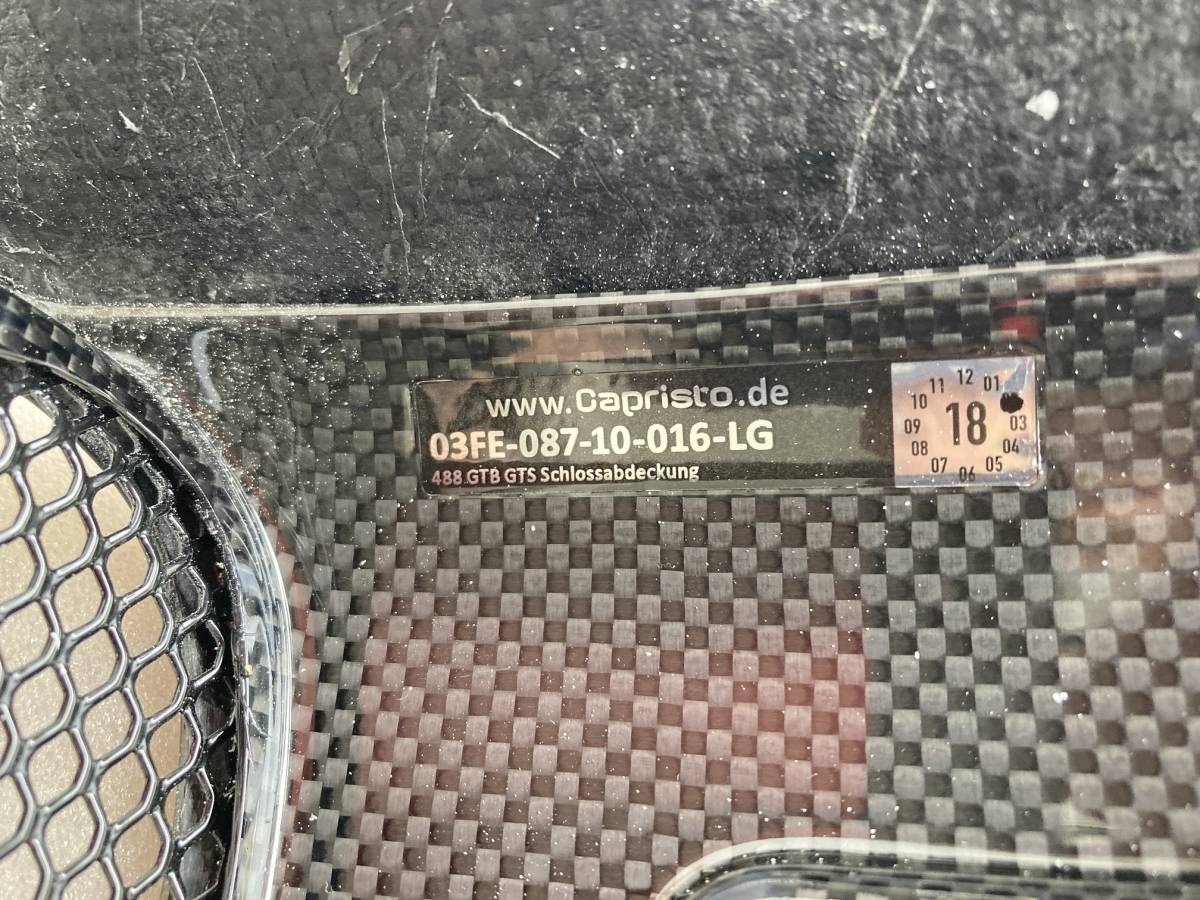 www.Capristo.de
03FE-087-10-016-LG
488 GTB GTS Schlossabdeckung
11 12 01
10
09 18 03
08 04
07 06 05